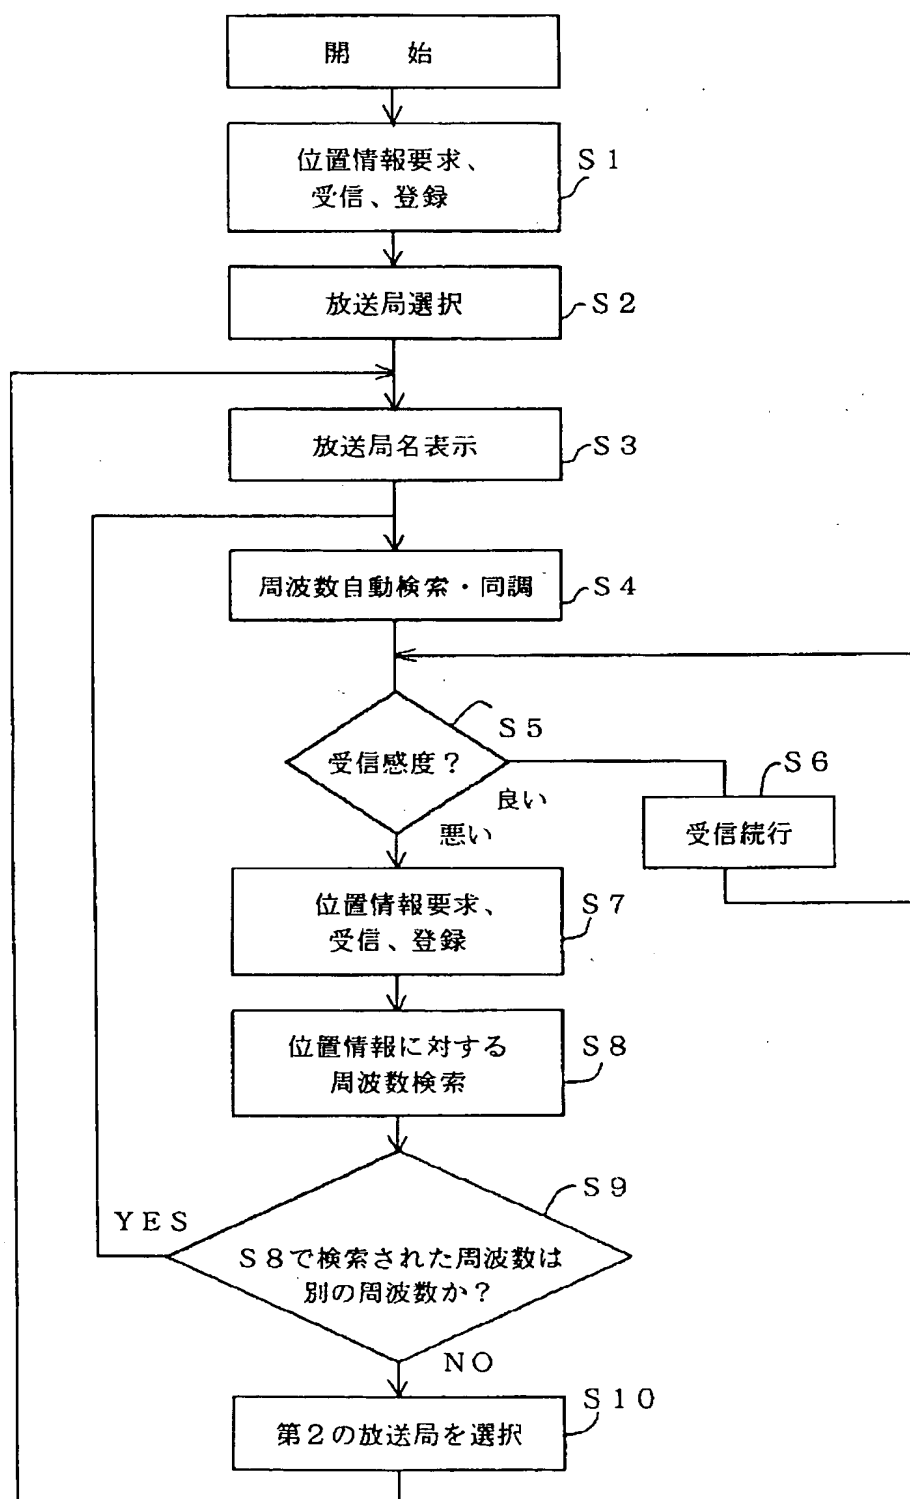 開　始
位置情報要求、
受信、登録
S1
放送局選択
S2
放送局名表示
S3
周波数自動検索・同調
S4
S5
受信感度？
良い
悪い
S6
受信続行
位置情報要求、
受信、登録
S7
位置情報に対する
周波数検索
S8
S9
YES
S8で検索された周波数は
別の周波数か？
NO
S10
第2の放送局を選択